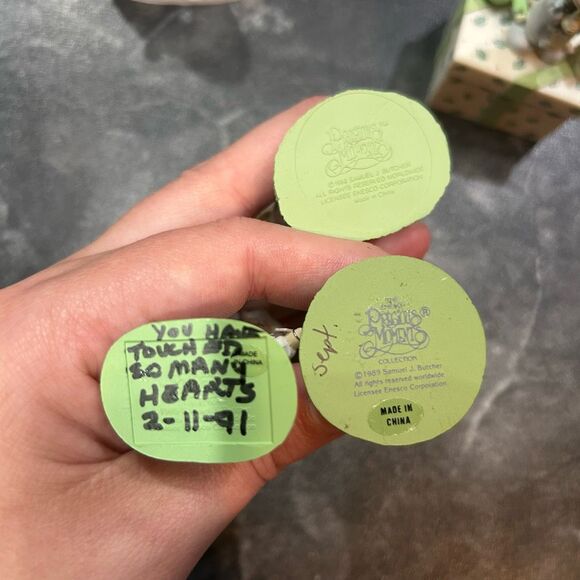 PRECIOUS
MOMENTS
© 1989 SAMUEL J. BUTCHER
ALL RIGHTS RESERVED WORLDWIDE
LICENSEE ENESCO CORPORATION
MADE IN CHINA
Sept.
Precious®
Moments
COLLECTION
© 1989 Samuel J. Butcher
All rights reserved worldwide
Licensee Enesco Corporation
MADE IN
CHINA
YOU HAVE
TOUCHED
SO MANY
HEARTS
2-11-91